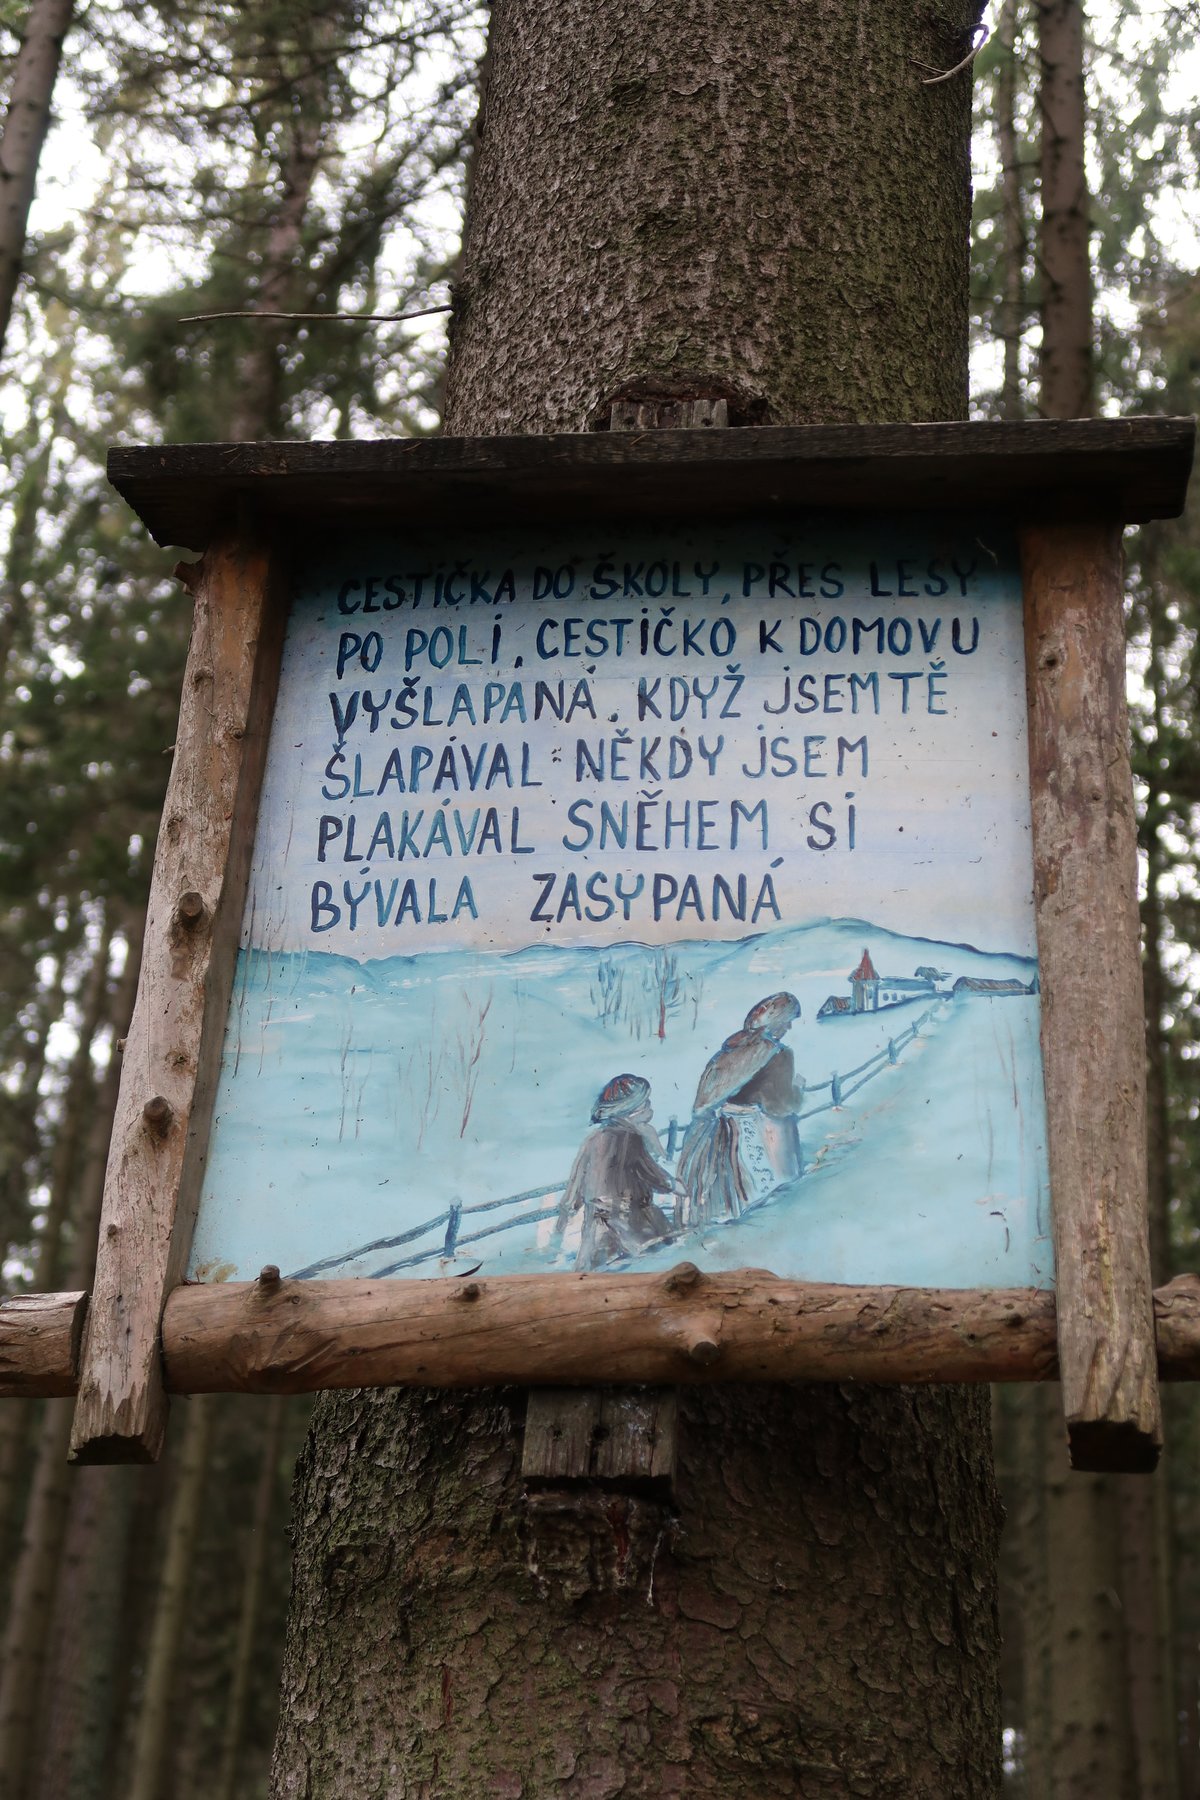 CESTIČKA DO ŠKOLY, PŘES LESY
PO POLI, CESTIČKO K DOMOVU
VYŠLAPANÁ. KDYŽ JSEM TĚ
ŠLAPÁVAL NĚKDY JSEM
PLAKÁVAL SNĚHEM SI
BÝVALA ZASYPANÁ